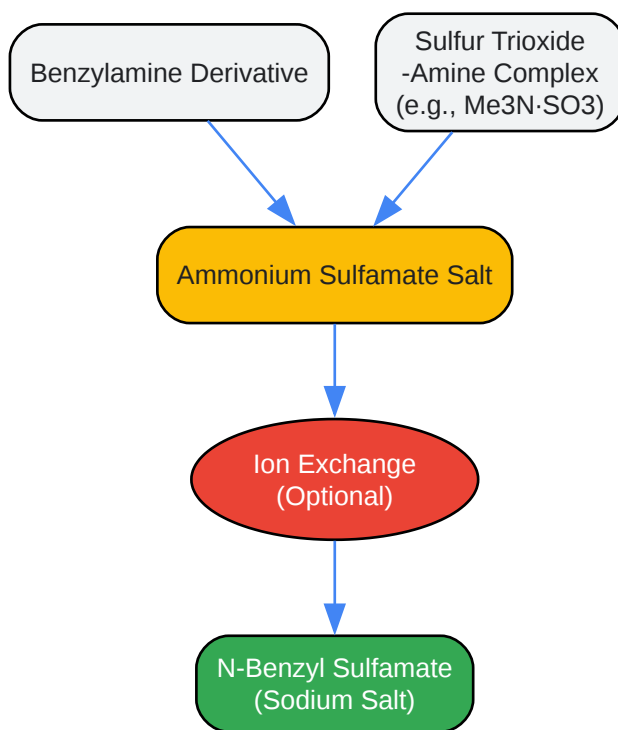 Benzylamine Derivative
Sulfur Trioxide
-Amine Complex
(e.g., Me3N·SO3)
Ammonium Sulfamate Salt
Ion Exchange
(Optional)
N-Benzyl Sulfamate
(Sodium Salt)